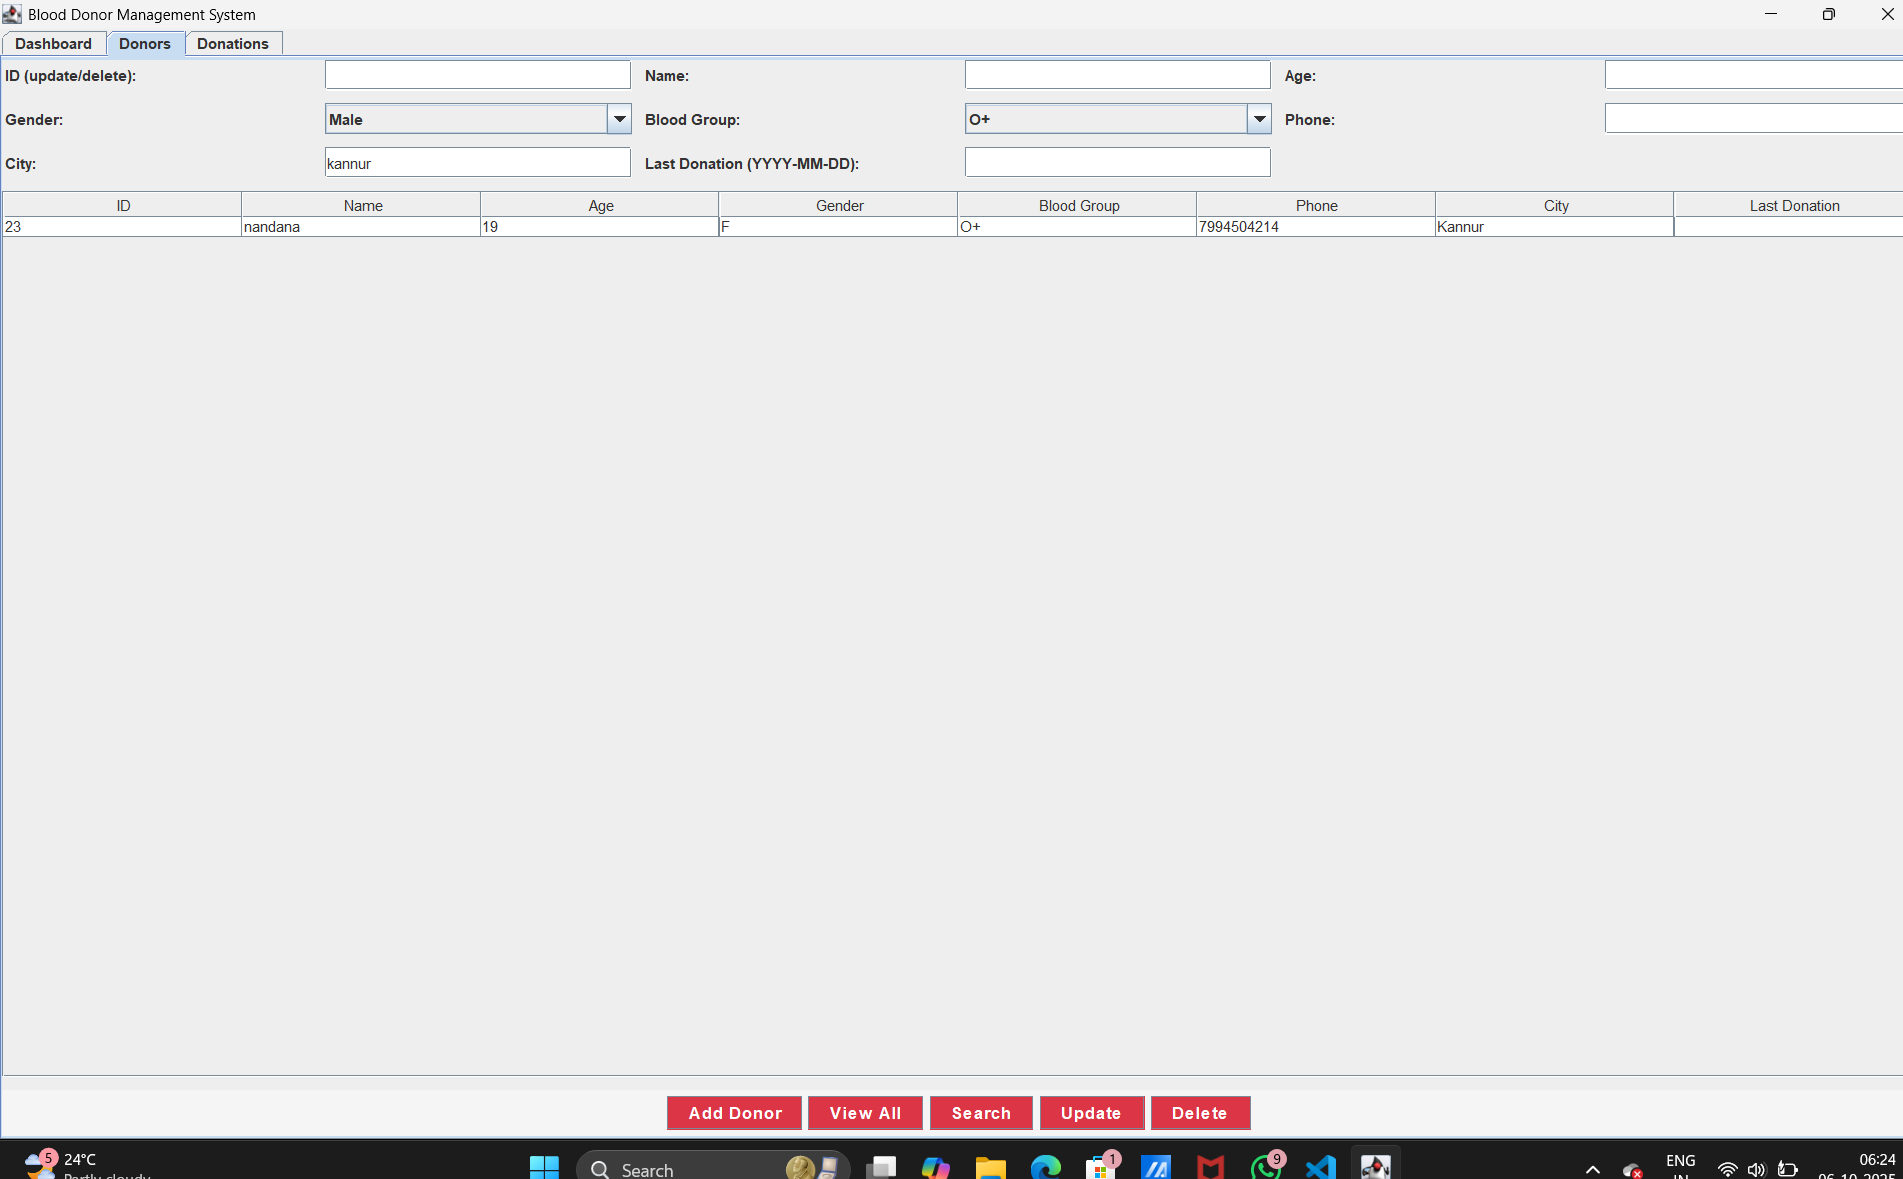 Blood Donor Management System
Dashboard Donors Donations
ID (update/delete): Name: Age:
Gender: Male Blood Group: O+ Phone:
City: kannur Last Donation (YYYY-MM-DD):
ID Name Age Gender Blood Group Phone City Last Donation
23 nandana 19 F O+ 7994504214 Kannur
Add Donor View All Search Update Delete
5 24°C Search 1 9 ENG 06:24
Partly cloudy IN 06-10-2025